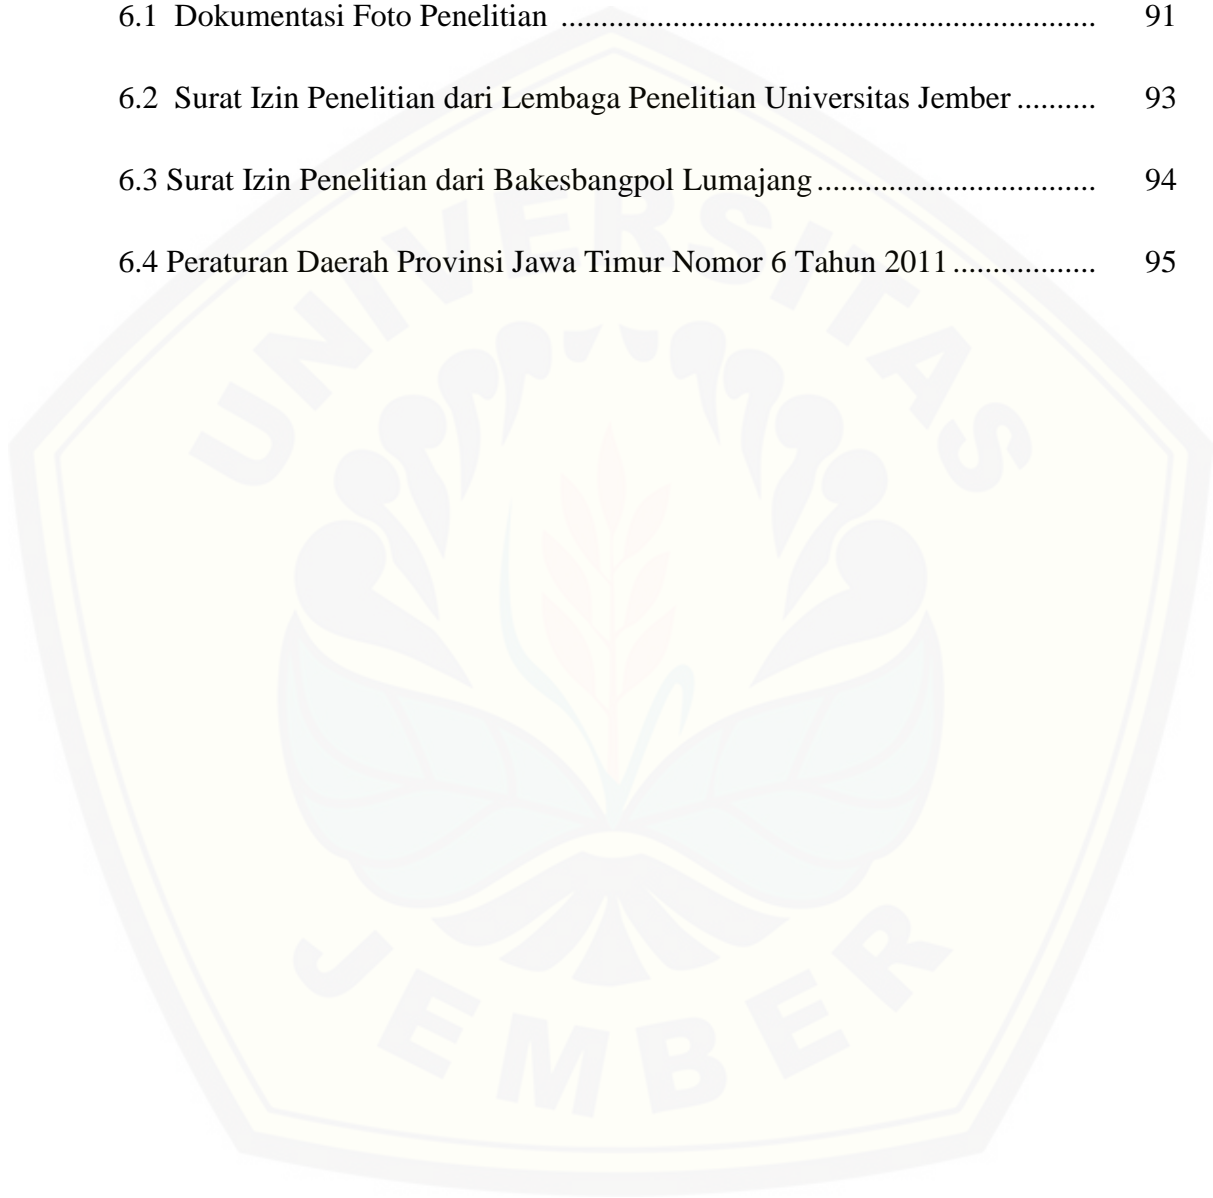 6.1 Dokumentasi Foto Penelitian .................................................................. 91
6.2 Surat Izin Penelitian dari Lembaga Penelitian Universitas Jember .......... 93
6.3 Surat Izin Penelitian dari Bakesbangpol Lumajang ................................... 94
6.4 Peraturan Daerah Provinsi Jawa Timur Nomor 6 Tahun 2011 .................. 95
UNIVERSITAS
JEMBER